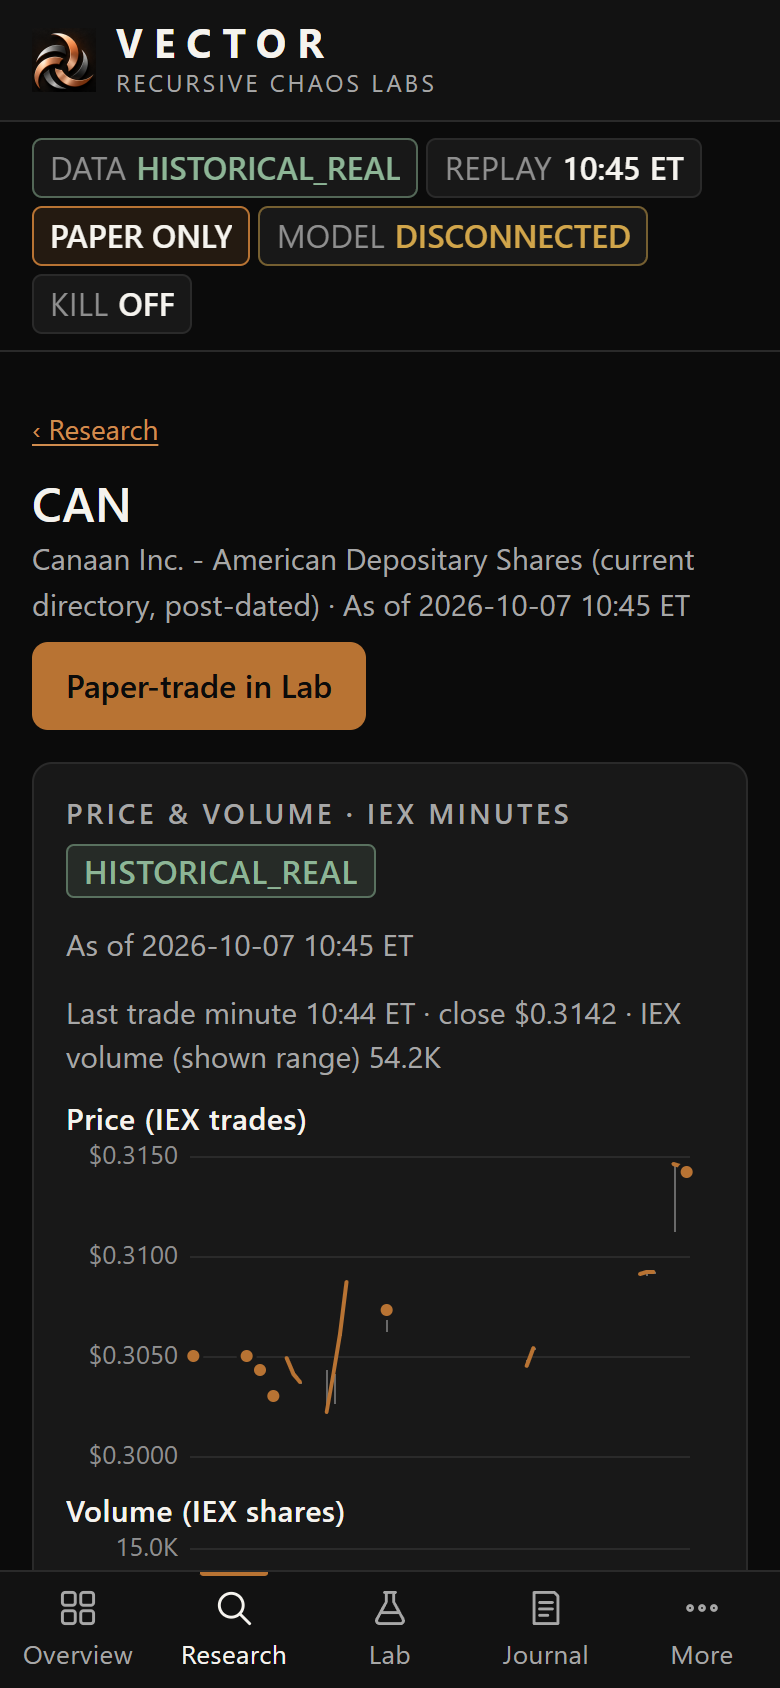 VECTOR
RECURSIVE CHAOS LABS
DATA HISTORICAL_REAL
REPLAY 10:45 ET
PAPER ONLY
MODEL DISCONNECTED
KILL OFF
‹ Research
CAN
Canaan Inc. - American Depositary Shares (current
directory, post-dated) · As of 2026-10-07 10:45 ET
Paper-trade in Lab
PRICE & VOLUME · IEX MINUTES
HISTORICAL_REAL
As of 2026-10-07 10:45 ET
Last trade minute 10:44 ET · close $0.3142 · IEX
volume (shown range) 54.2K
Price (IEX trades)
$0.3150
$0.3100
$0.3050
$0.3000
Volume (IEX shares)
15.0K
Overview
Research
Lab
Journal
More